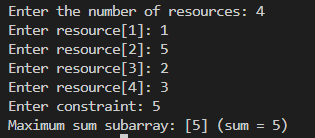 Enter the number of resources: 4
Enter resource[1]: 1
Enter resource[2]: 5
Enter resource[3]: 2
Enter resource[4]: 3
Enter constraint: 5
Maximum sum subarray: [5] (sum = 5)